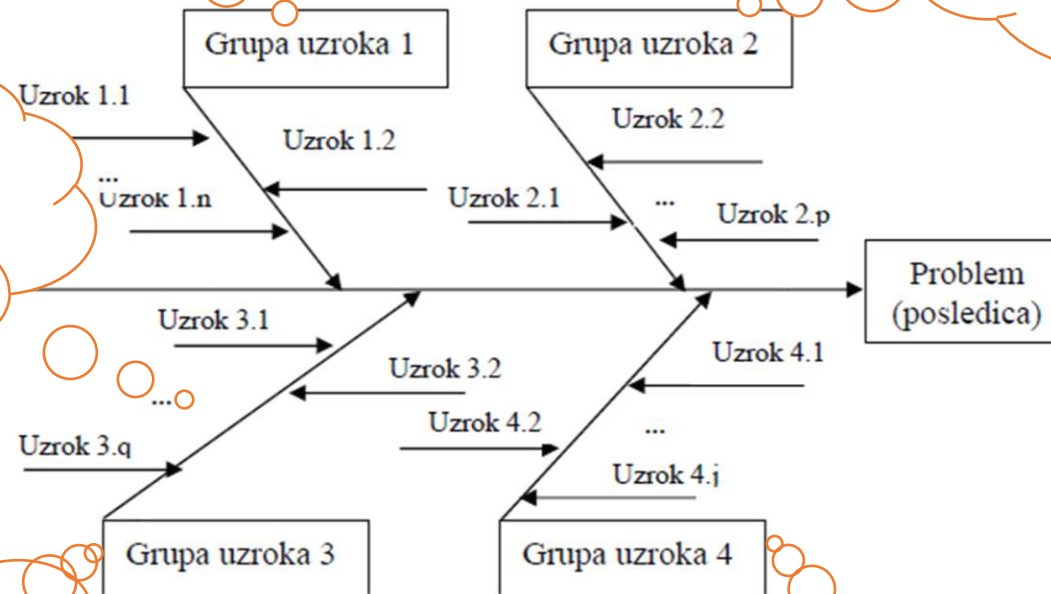 Grupa uzroka 1
Grupa uzroka 2
Uzrok 1.1
Uzrok 1.2
Uzrok 2.2
...
Uzrok 1.n
Uzrok 2.1
...
Uzrok 2.p
Problem
(posledica)
Uzrok 3.1
Uzrok 3.2
Uzrok 4.1
...
Uzrok 4.2
...
Uzrok 3.q
Uzrok 4.j
Grupa uzroka 3
Grupa uzroka 4